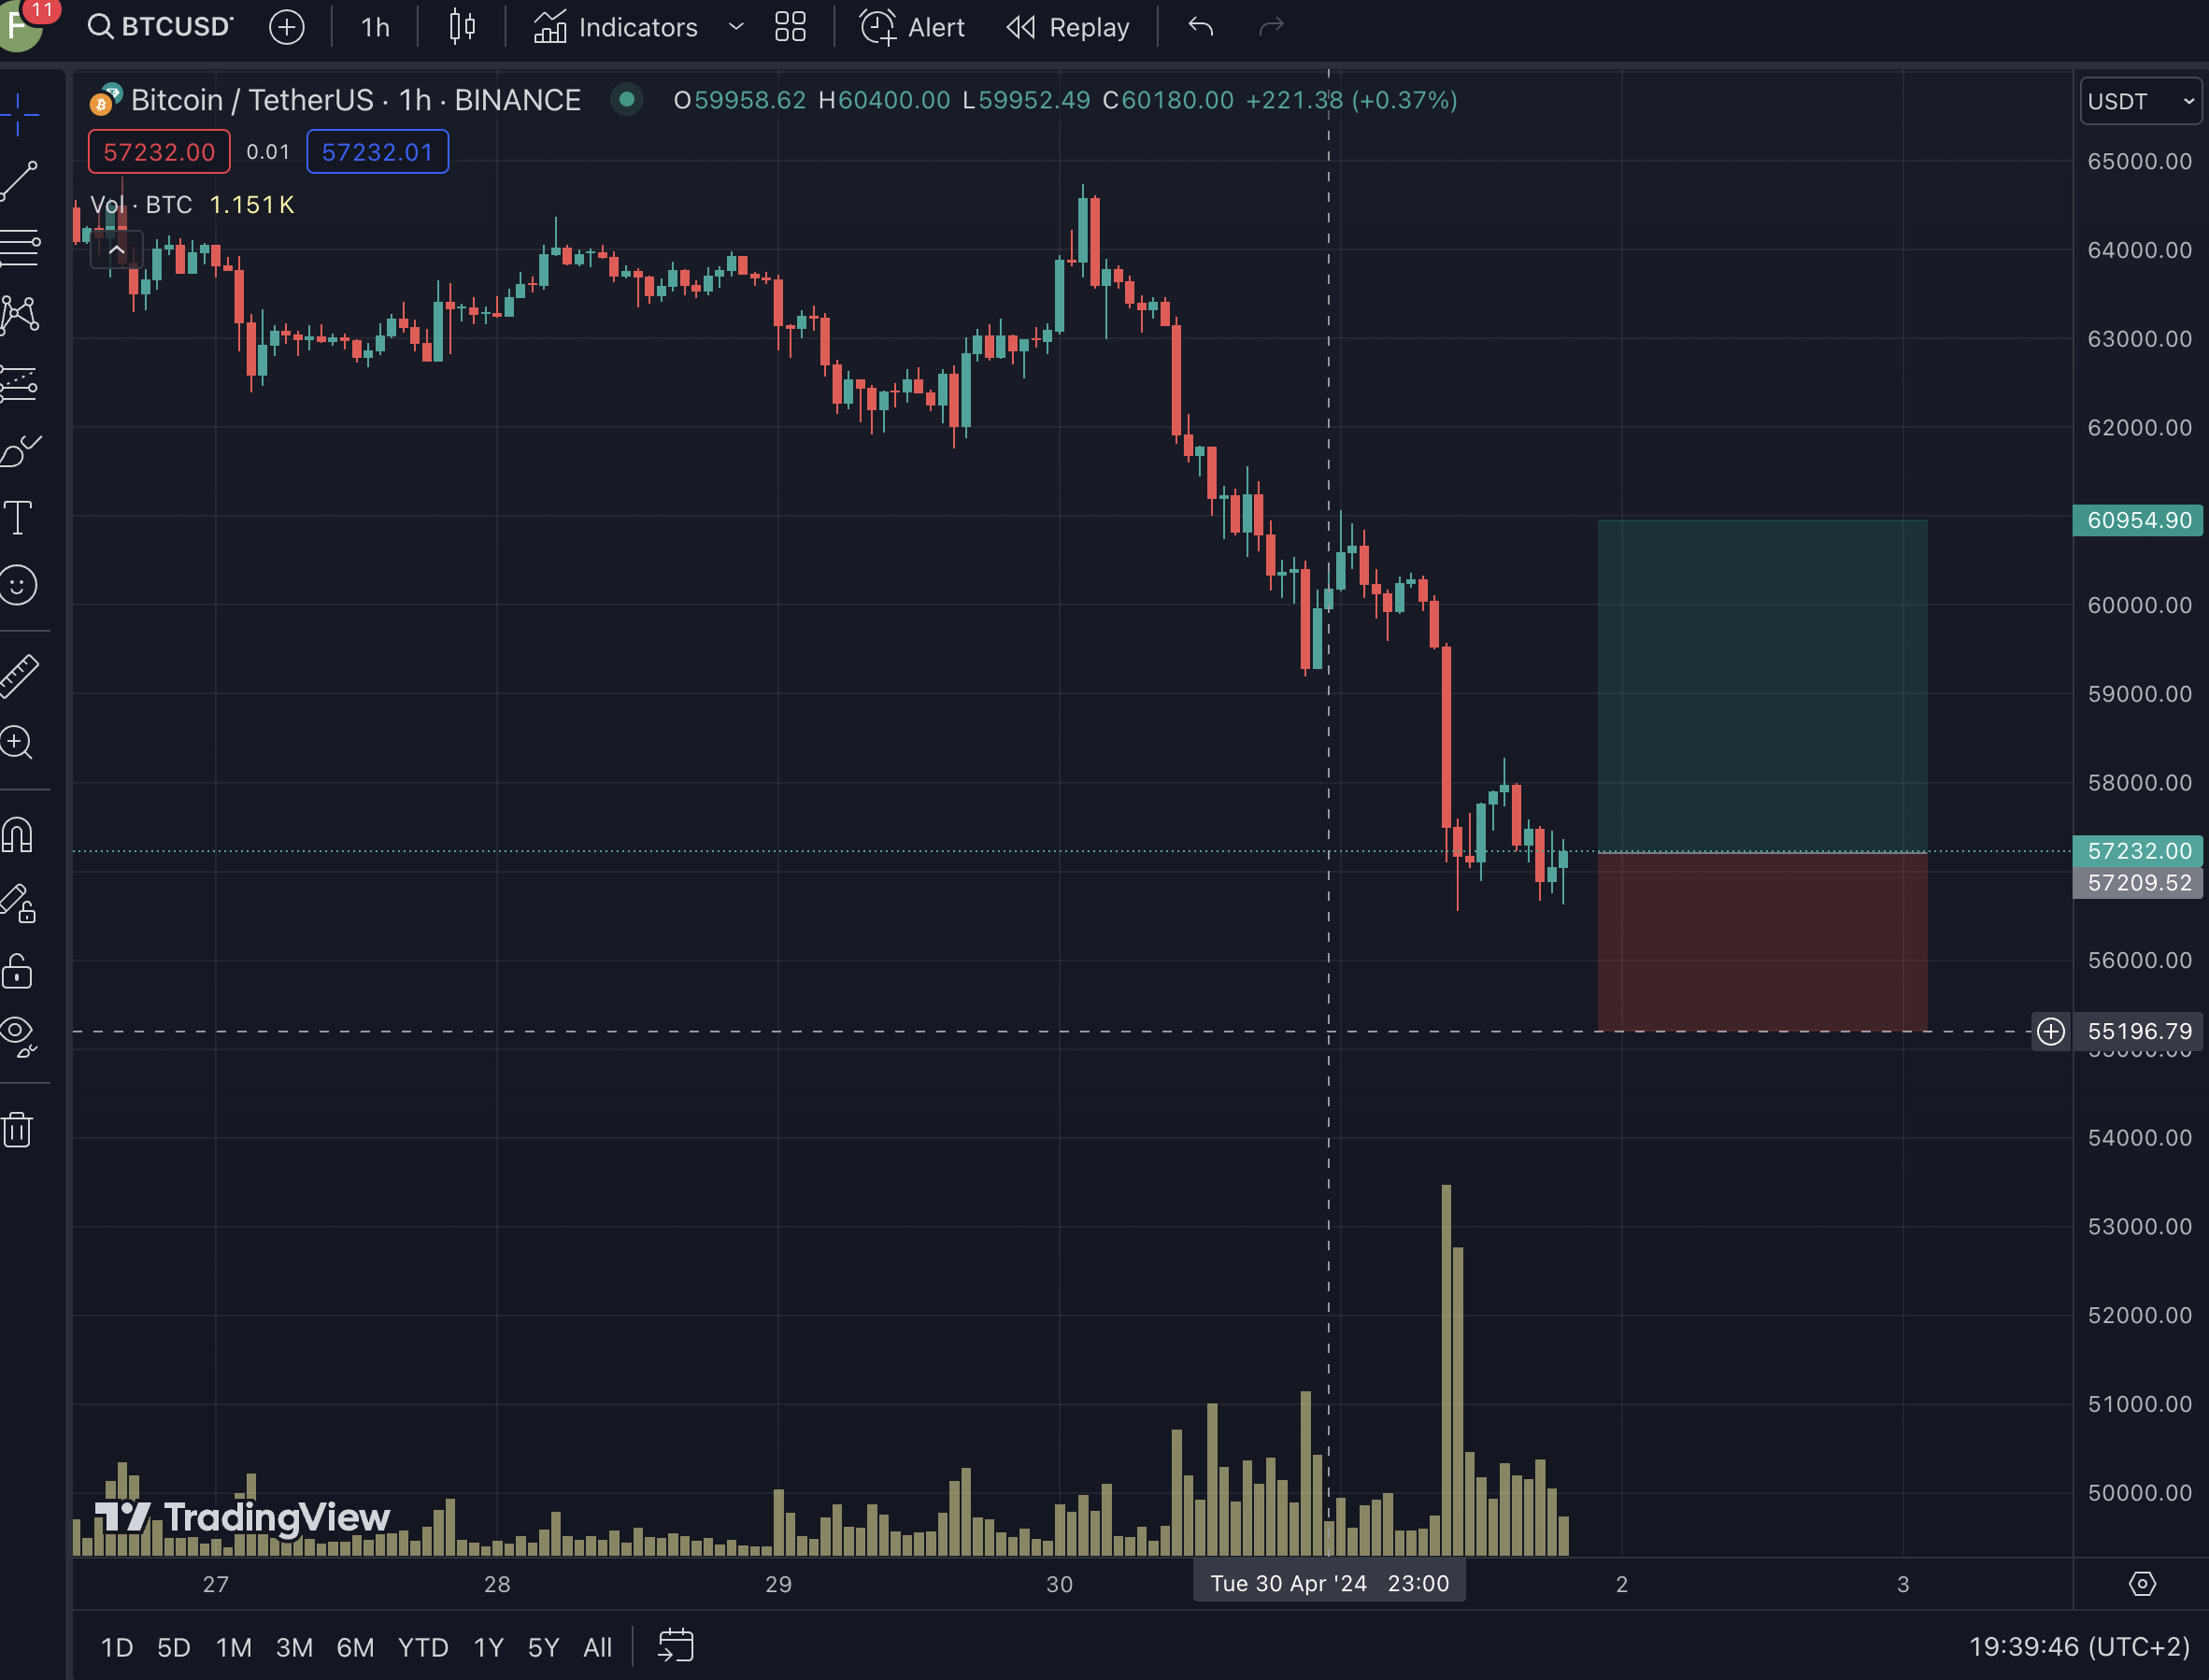 11
F
BTCUSD 1h Indicators Alert Replay
Bitcoin / TetherUS · 1h · BINANCE O59958.62 H60400.00 L59952.49 C60180.00 +221.38 (+0.37%)
USDT
57232.00 0.01 57232.01
Vol · BTC 1.151K
65000.00
64000.00
63000.00
62000.00
60954.90
60000.00
59000.00
58000.00
57232.00
57209.52
56000.00
55196.79
55000.00
54000.00
53000.00
52000.00
51000.00
50000.00
TradingView
27 28 29 30 Tue 30 Apr '24 23:00 2 3
1D 5D 1M 3M 6M YTD 1Y 5Y All 19:39:46 (UTC+2)